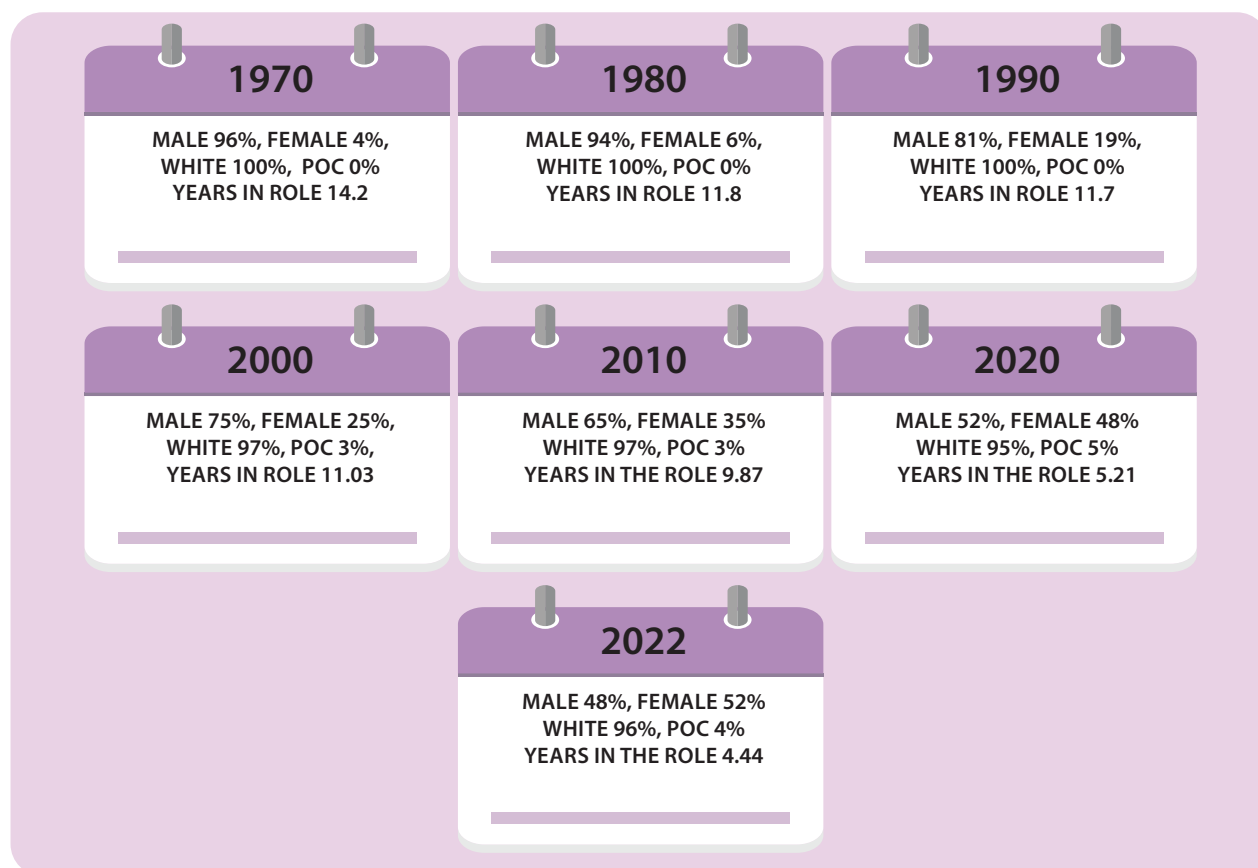 1970
MALE 96%, FEMALE 4%,
WHITE 100%, POC 0%
YEARS IN ROLE 14.2
1980
MALE 94%, FEMALE 6%,
WHITE 100%, POC 0%
YEARS IN ROLE 11.8
1990
MALE 81%, FEMALE 19%,
WHITE 100%, POC 0%
YEARS IN ROLE 11.7
2000
MALE 75%, FEMALE 25%,
WHITE 97%, POC 3%,
YEARS IN ROLE 11.03
2010
MALE 65%, FEMALE 35%
WHITE 97%, POC 3%
YEARS IN THE ROLE 9.87
2020
MALE 52%, FEMALE 48%
WHITE 95%, POC 5%
YEARS IN THE ROLE 5.21
2022
MALE 48%, FEMALE 52%
WHITE 96%, POC 4%
YEARS IN THE ROLE 4.44